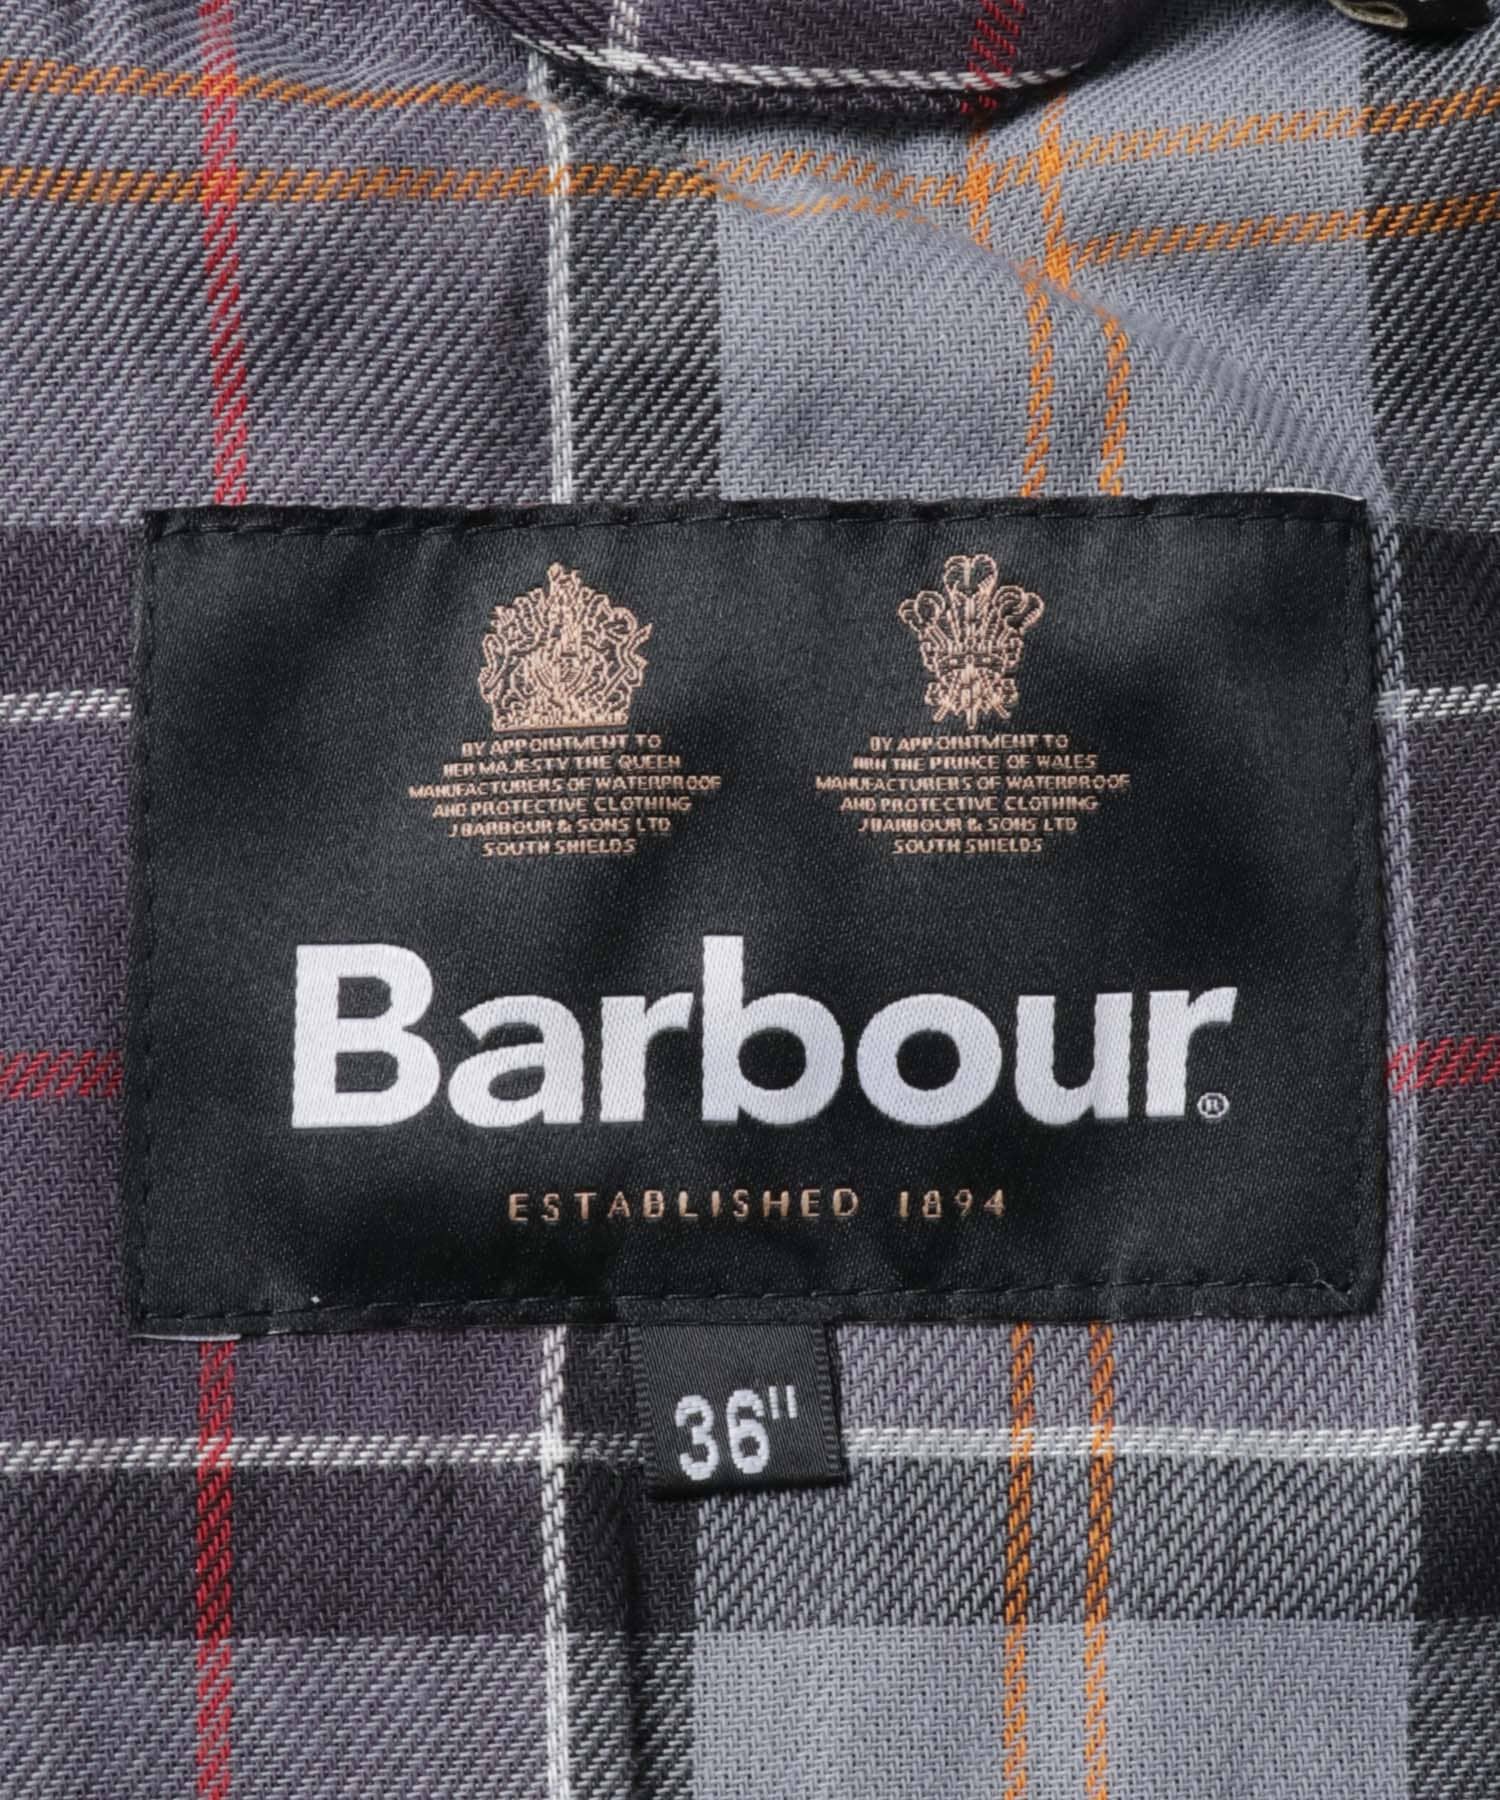 BY APPOINTMENT TO
HER MAJESTY THE QUEEN
MANUFACTURERS OF WATERPROOF
AND PROTECTIVE CLOTHING
J BARBOUR & SONS LTD
SOUTH SHIELDS
BY APPOINTMENT TO
HRH THE PRINCE OF WALES
MANUFACTURERS OF WATERPROOF
AND PROTECTIVE CLOTHING
J BARBOUR & SONS LTD
SOUTH SHIELDS
Barbour®
ESTABLISHED 1894
36"